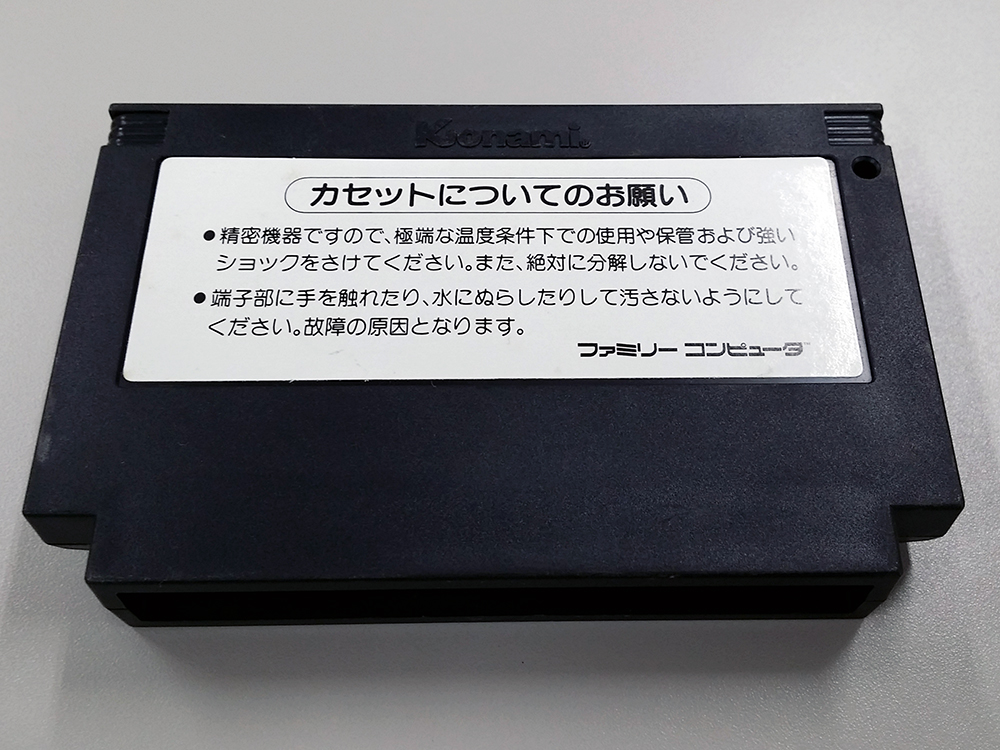 Konami®
カセットについてのお願い
●精密機器ですので、極端な温度条件下での使用や保管および強い
ショックをさけてください。また、絶対に分解しないでください。
●端子部に手を触れたり、水にぬらしたりして汚さないようにして
ください。故障の原因となります。
ファミリー コンピュータ™